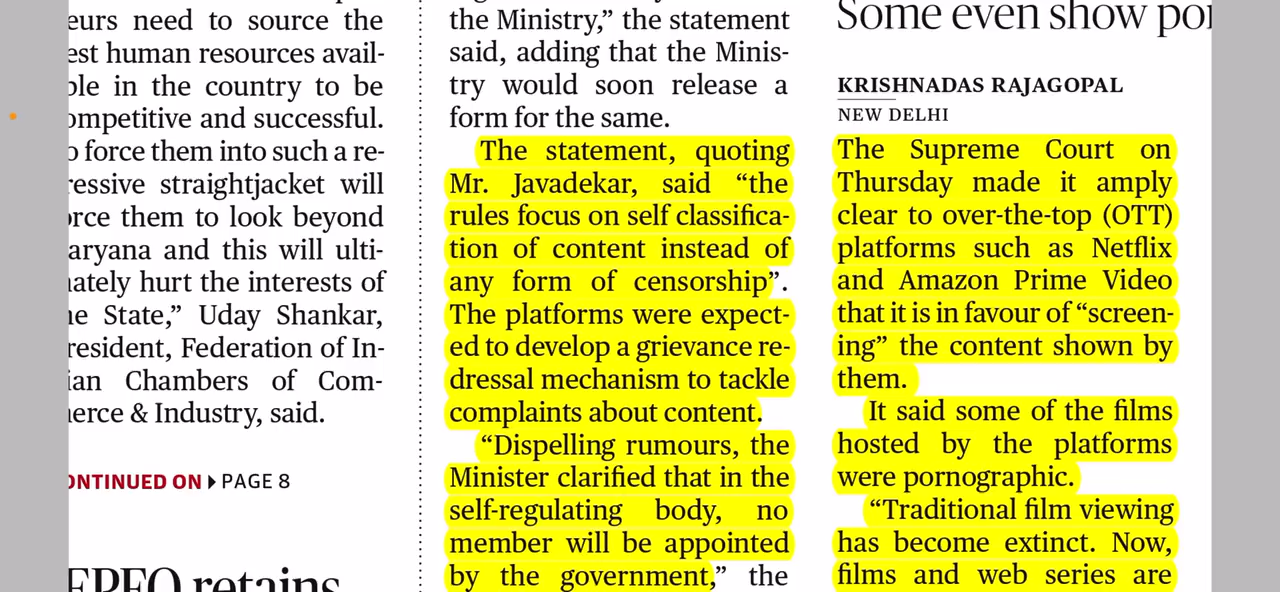 eurs need to source the
est human resources avail-
ble in the country to be
ompetitive and successful.
o force them into such a re-
ressive straightjacket will
orce them to look beyond
aryana and this will ulti-
mately hurt the interests of
he State,” Uday Shankar,
resident, Federation of In-
ian Chambers of Com-
merce & Industry, said.
ONTINUED ON PAGE 8
EPFO retains
the Ministry,” the statement
said, adding that the Minis-
try would soon release a
form for the same.
The statement, quoting
Mr. Javadekar, said “the
rules focus on self classifica-
tion of content instead of
any form of censorship”.
The platforms were expect-
ed to develop a grievance re-
dressal mechanism to tackle
complaints about content.
“Dispelling rumours, the
Minister clarified that in the
self-regulating body, no
member will be appointed
by the government,” the
Some even show por
KRISHNADAS RAJAGOPAL
NEW DELHI
The Supreme Court on
Thursday made it amply
clear to over-the-top (OTT)
platforms such as Netflix
and Amazon Prime Video
that it is in favour of “screen-
ing” the content shown by
them.
It said some of the films
hosted by the platforms
were pornographic.
“Traditional film viewing
has become extinct. Now,
films and web series are